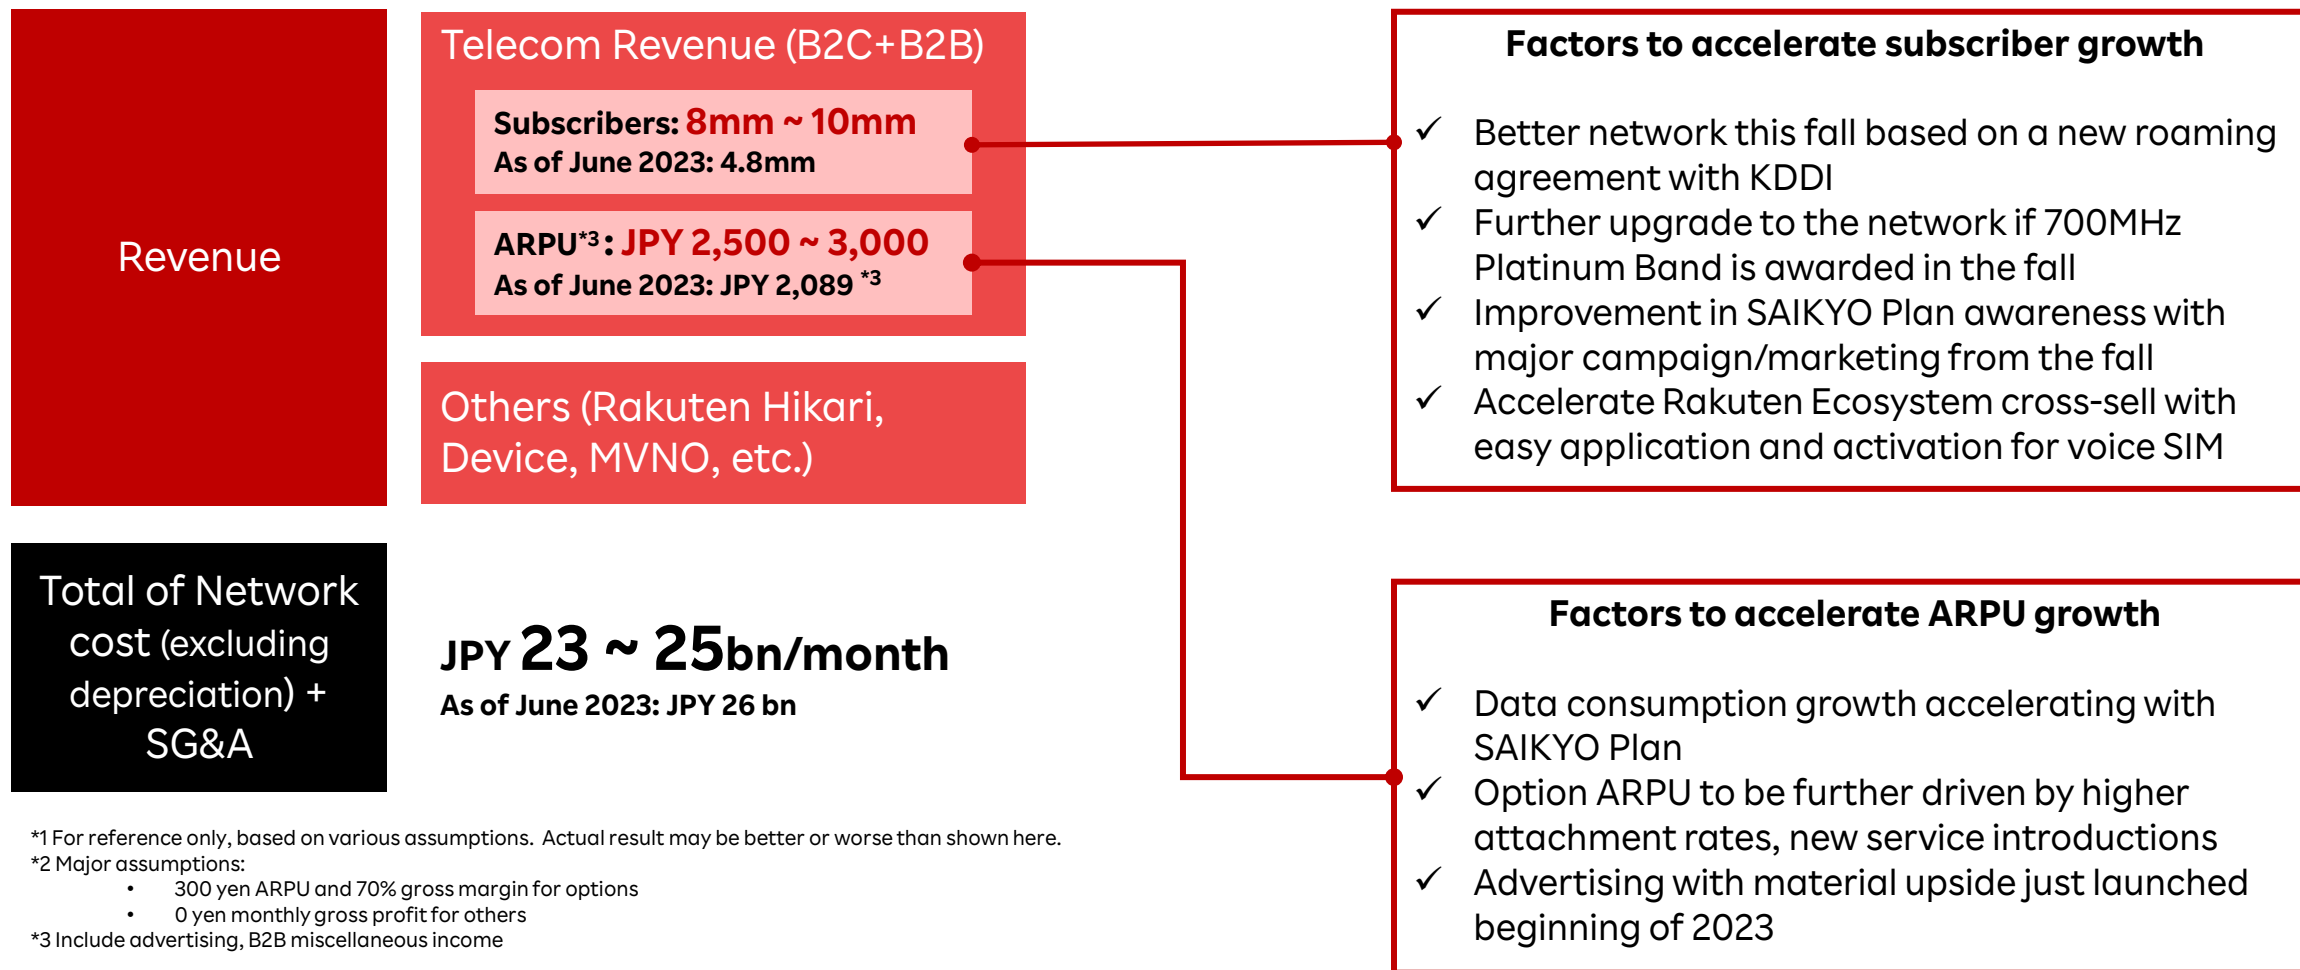 Revenue
Telecom Revenue (B2C+B2B)
Subscribers: 8mm ~ 10mm
As of June 2023: 4.8mm
ARPU*3 : JPY 2,500 ~ 3,000
As of June 2023: JPY 2,089 *3
Others (Rakuten Hikari,
Device, MVNO, etc.)
Factors to accelerate subscriber growth
✓ Better network this fall based on a new roaming
agreement with KDDI
✓ Further upgrade to the network if 700MHz
Platinum Band is awarded in the fall
✓ Improvement in SAIKYO Plan awareness with
major campaign/marketing from the fall
✓ Accelerate Rakuten Ecosystem cross-sell with
easy application and activation for voice SIM
Total of Network
cost (excluding
depreciation) +
SG&A
JPY 23 ~ 25bn/month
As of June 2023: JPY 26 bn
Factors to accelerate ARPU growth
✓ Data consumption growth accelerating with
SAIKYO Plan
✓ Option ARPU to be further driven by higher
attachment rates, new service introductions
✓ Advertising with material upside just launched
beginning of 2023
*1 For reference only, based on various assumptions. Actual result may be better or worse than shown here.
*2 Major assumptions:
• 300 yen ARPU and 70% gross margin for options
• 0 yen monthly gross profit for others
*3 Include advertising, B2B miscellaneous income